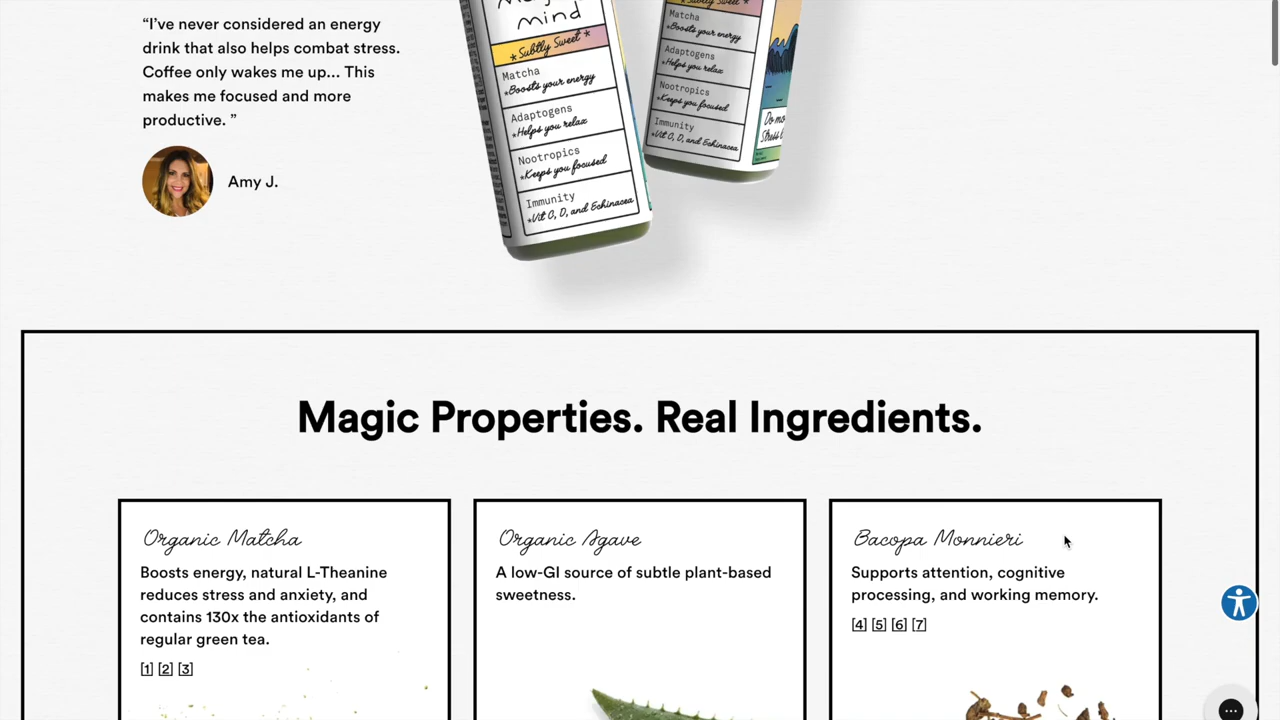 “I’ve never considered an energy
drink that also helps combat stress.
Coffee only wakes me up... This
makes me focused and more
productive. ”
Amy J.
mind
*Subtly Sweet*
Matcha
*Boosts your energy
Adaptogens
*Helps you relax
Nootropics
*Keeps you focused
Immunity
*Vit C, D, and Echinacea
*Subtly Sweet*
Matcha
*Boosts your energy
Adaptogens
*Helps you relax
Nootropics
*Keeps you focused
Immunity
*Vit C, D, and Echinacea
Do mo
Stress l
Magic Properties. Real Ingredients.
Organic Matcha
Boosts energy, natural L-Theanine
reduces stress and anxiety, and
contains 130x the antioxidants of
regular green tea.
[1] [2] [3]
Organic Agave
A low-GI source of subtle plant-based
sweetness.
Bacopa Monnieri
Supports attention, cognitive
processing, and working memory.
[4] [5] [6] [7]